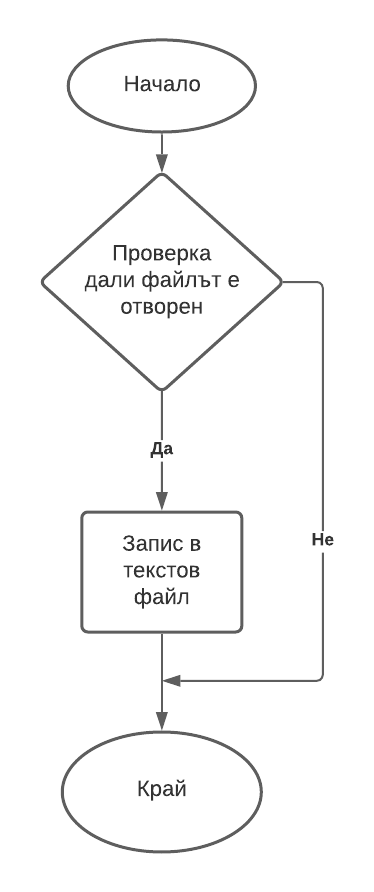 Начало
Проверка
дали файлът е
отворен
Да
Не
Запис в
текстов
файл
Край